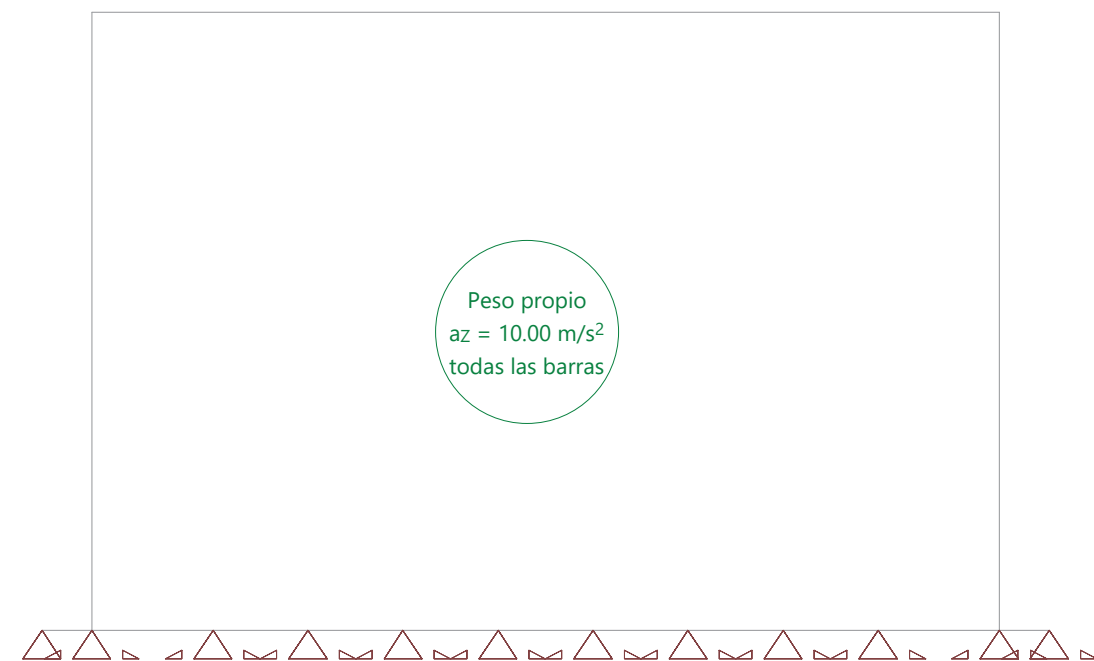 Peso propio
az = 10.00 m/s²
todas las barras